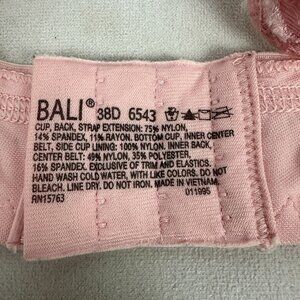 BALI® 38D 6543
CUP, BACK, STRAP EXTENSION: 75% NYLON,
14% SPANDEX, 11% RAYON. BOTTOM CUP, INNER CENTER
BELT, SIDE CUP LINING: 100% NYLON. INNER BACK,
CENTER BELT: 49% NYLON, 35% POLYESTER,
16% SPANDEX. EXCLUSIVE OF TRIM AND ELASTICS.
HAND WASH COLD WATER, WITH LIKE COLORS. DO NOT
BLEACH. LINE DRY. DO NOT IRON. MADE IN VIETNAM.
RN15763 011995